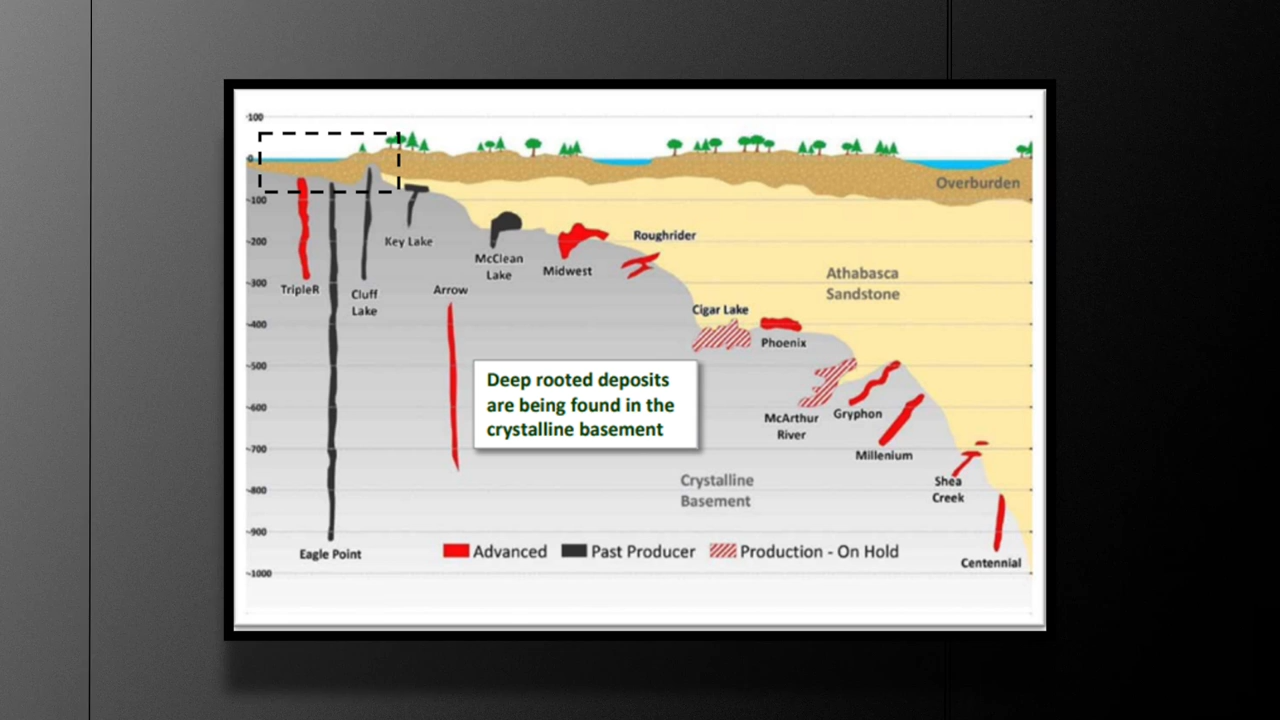 100
0
-100
-200
-300
-400
-500
-600
-700
-800
-900
-1000
Overburden
Athabasca
Sandstone
Key Lake
McClean
Lake
Midwest
Roughrider
TripleR
Cluff
Lake
Arrow
Cigar Lake
Phoenix
Deep rooted deposits
are being found in the
crystalline basement
McArthur
River
Gryphon
Millenium
Shea
Creek
Crystalline
Basement
Eagle Point
Advanced
Past Producer
Production - On Hold
Centennial